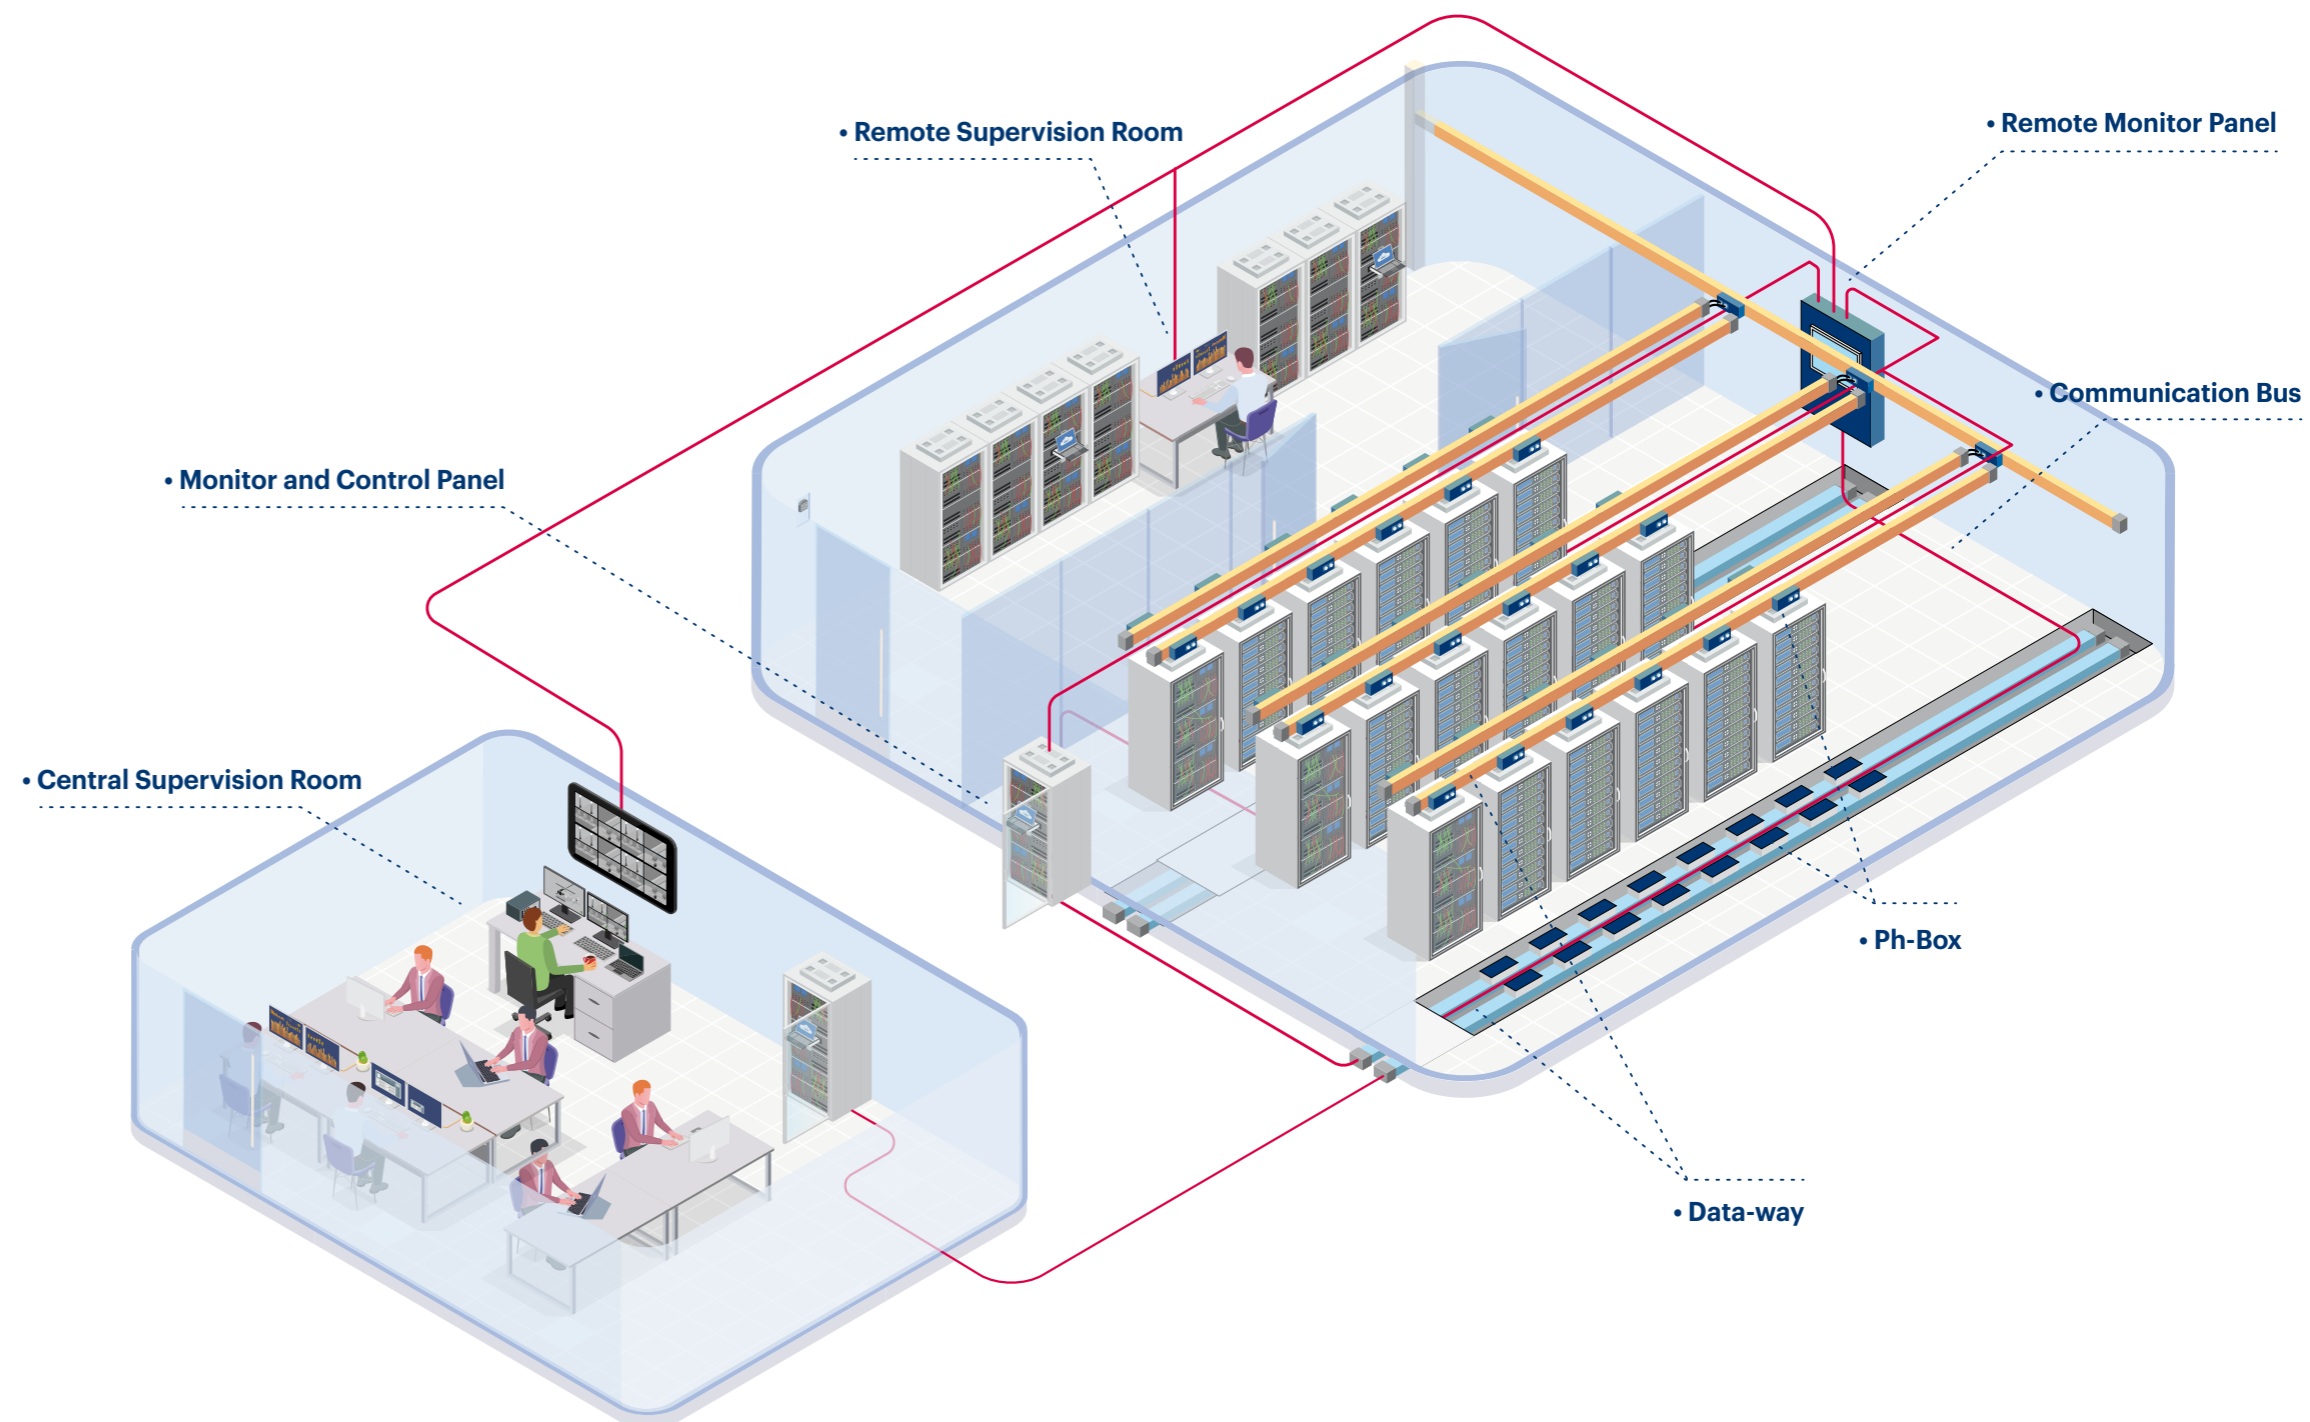 • Remote Supervision Room
• Remote Monitor Panel
• Communication Bus
• Monitor and Control Panel
• Central Supervision Room
• Ph-Box
• Data-way